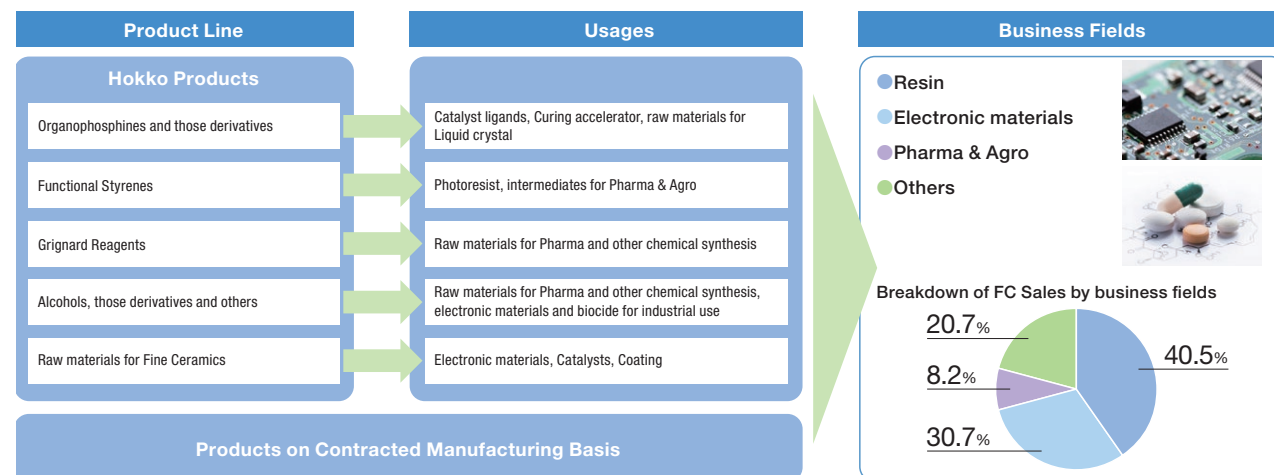 Product Line
Usages
Business Fields
Hokko Products
Organophosphines and those derivatives
Catalyst ligands, Curing accelerator, raw materials for
Liquid crystal
Functional Styrenes
Photoresist, intermediates for Pharma & Agro
Grignard Reagents
Raw materials for Pharma and other chemical synthesis
Alcohols, those derivatives and others
Raw materials for Pharma and other chemical synthesis,
electronic materials and biocide for industrial use
Raw materials for Fine Ceramics
Electronic materials, Catalysts, Coating
Products on Contracted Manufacturing Basis
Resin
Electronic materials
Pharma & Agro
Others
Breakdown of FC Sales by business fields
20.7%
40.5%
8.2%
30.7%